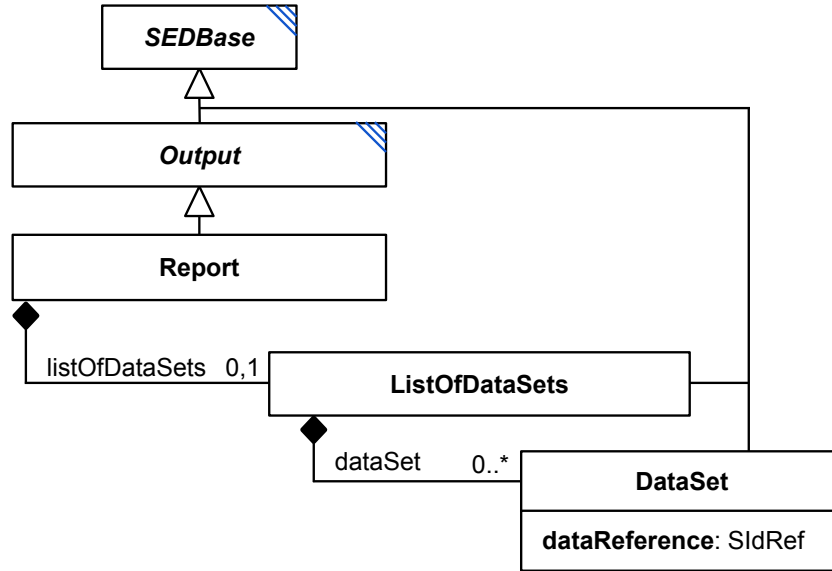 SEDBase
Output
Report
listOfDataSets 0,1
ListOfDataSets
dataSet 0..*
DataSet
dataReference: SIdRef